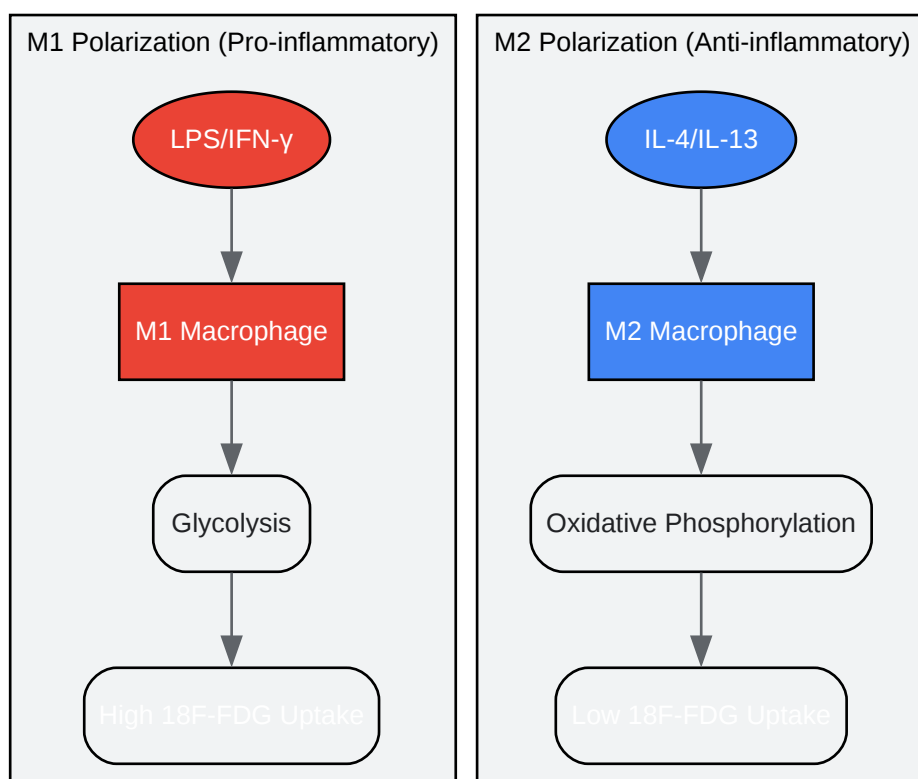 M1 Polarization (Pro-inflammatory)
LPS/IFN-γ
M1 Macrophage
Glycolysis
High 18F-FDG Uptake
M2 Polarization (Anti-inflammatory)
IL-4/IL-13
M2 Macrophage
Oxidative Phosphorylation
Low 18F-FDG Uptake